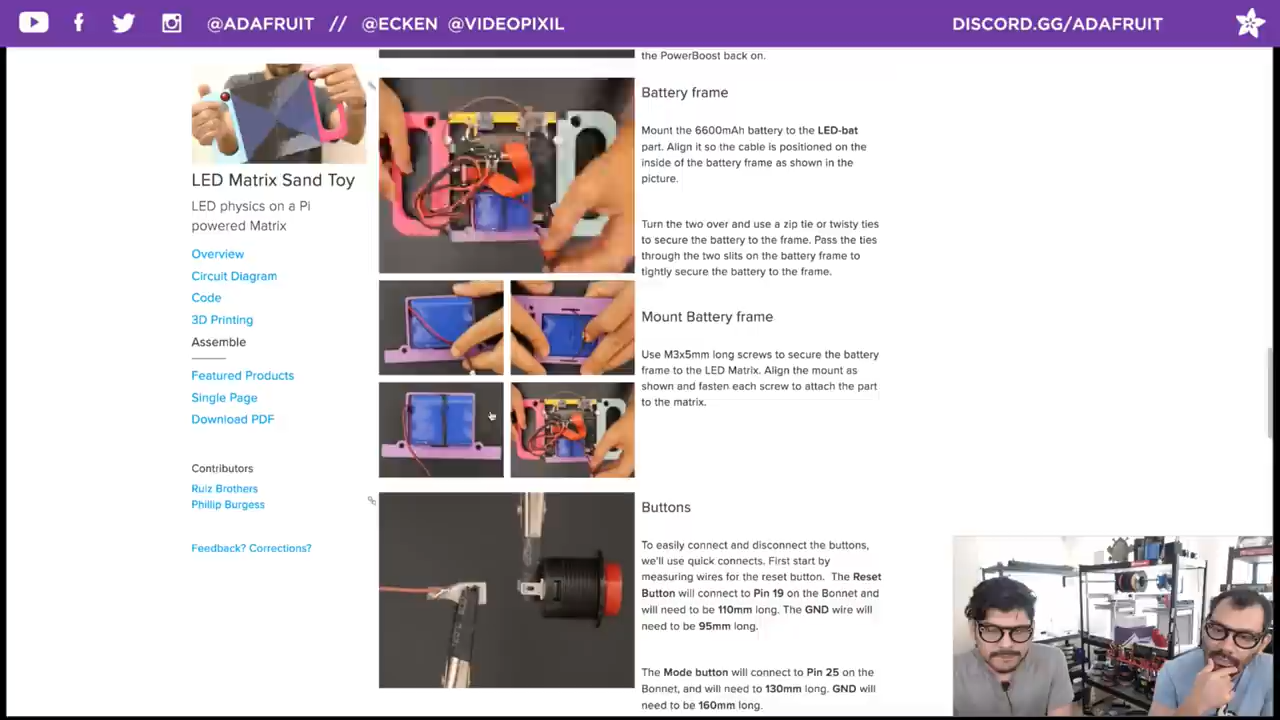 @ADAFRUIT // @ECKEN @VIDEOPIXIL
DISCORD.GG/ADAFRUIT
LED Matrix Sand Toy
LED physics on a Pi
powered Matrix
Overview
Circuit Diagram
Code
3D Printing
Assemble
Featured Products
Single Page
Download PDF
Contributors
Ruiz Brothers
Phillip Burgess
Feedback? Corrections?
the PowerBoost back on.
Battery frame
Mount the 6600mAh battery to the LED-bat
part. Align it so the cable is positioned on the
inside of the battery frame as shown in the
picture.
Turn the two over and use a zip tie or twisty ties
to secure the battery to the frame. Pass the ties
through the two slits on the battery frame to
tightly secure the battery to the frame.
Mount Battery frame
Use M3x5mm long screws to secure the battery
frame to the LED Matrix. Align the mount as
shown and fasten each screw to attach the part
to the matrix.
Buttons
To easily connect and disconnect the buttons,
we'll use quick connects. First start by
measuring wires for the reset button. The Reset
Button will connect to Pin 19 on the Bonnet and
will need to be 110mm long. The GND wire will
need to be 95mm long.
The Mode button will connect to Pin 25 on the
Bonnet, and will need to 130mm long. GND will
need to be 160mm long.